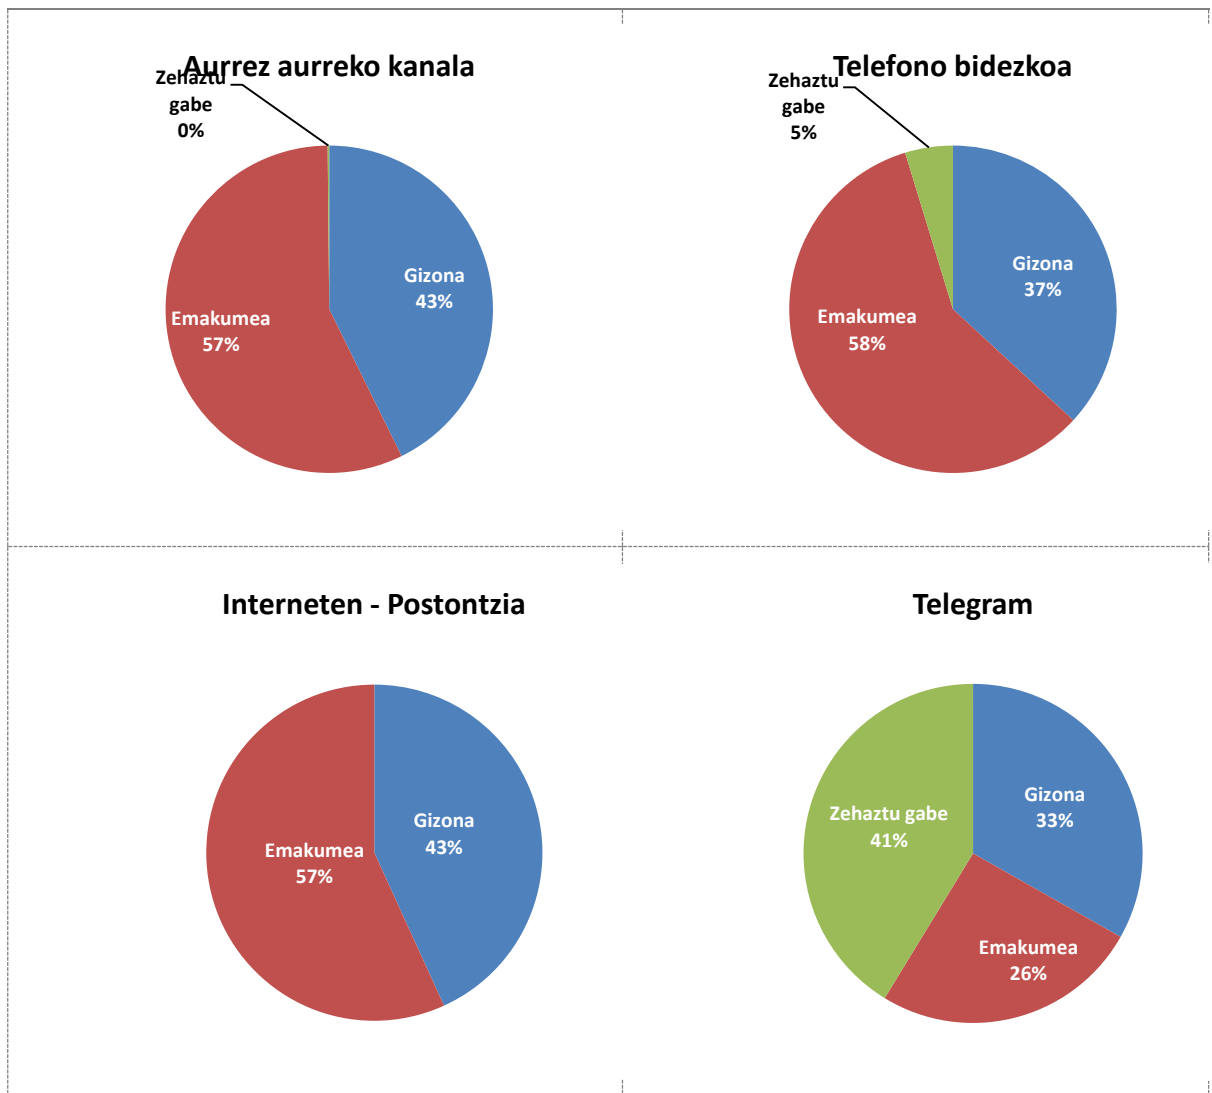 Aurrez aurreko kanala
Zehaztu
gabe
0%
Gizona
43%
Emakumea
57%
Telefono bidezkoa
Zehaztu
gabe
5%
Gizona
37%
Emakumea
58%
Interneten - Postontzia
Gizona
43%
Emakumea
57%
Telegram
Gizona
33%
Zehaztu gabe
41%
Emakumea
26%